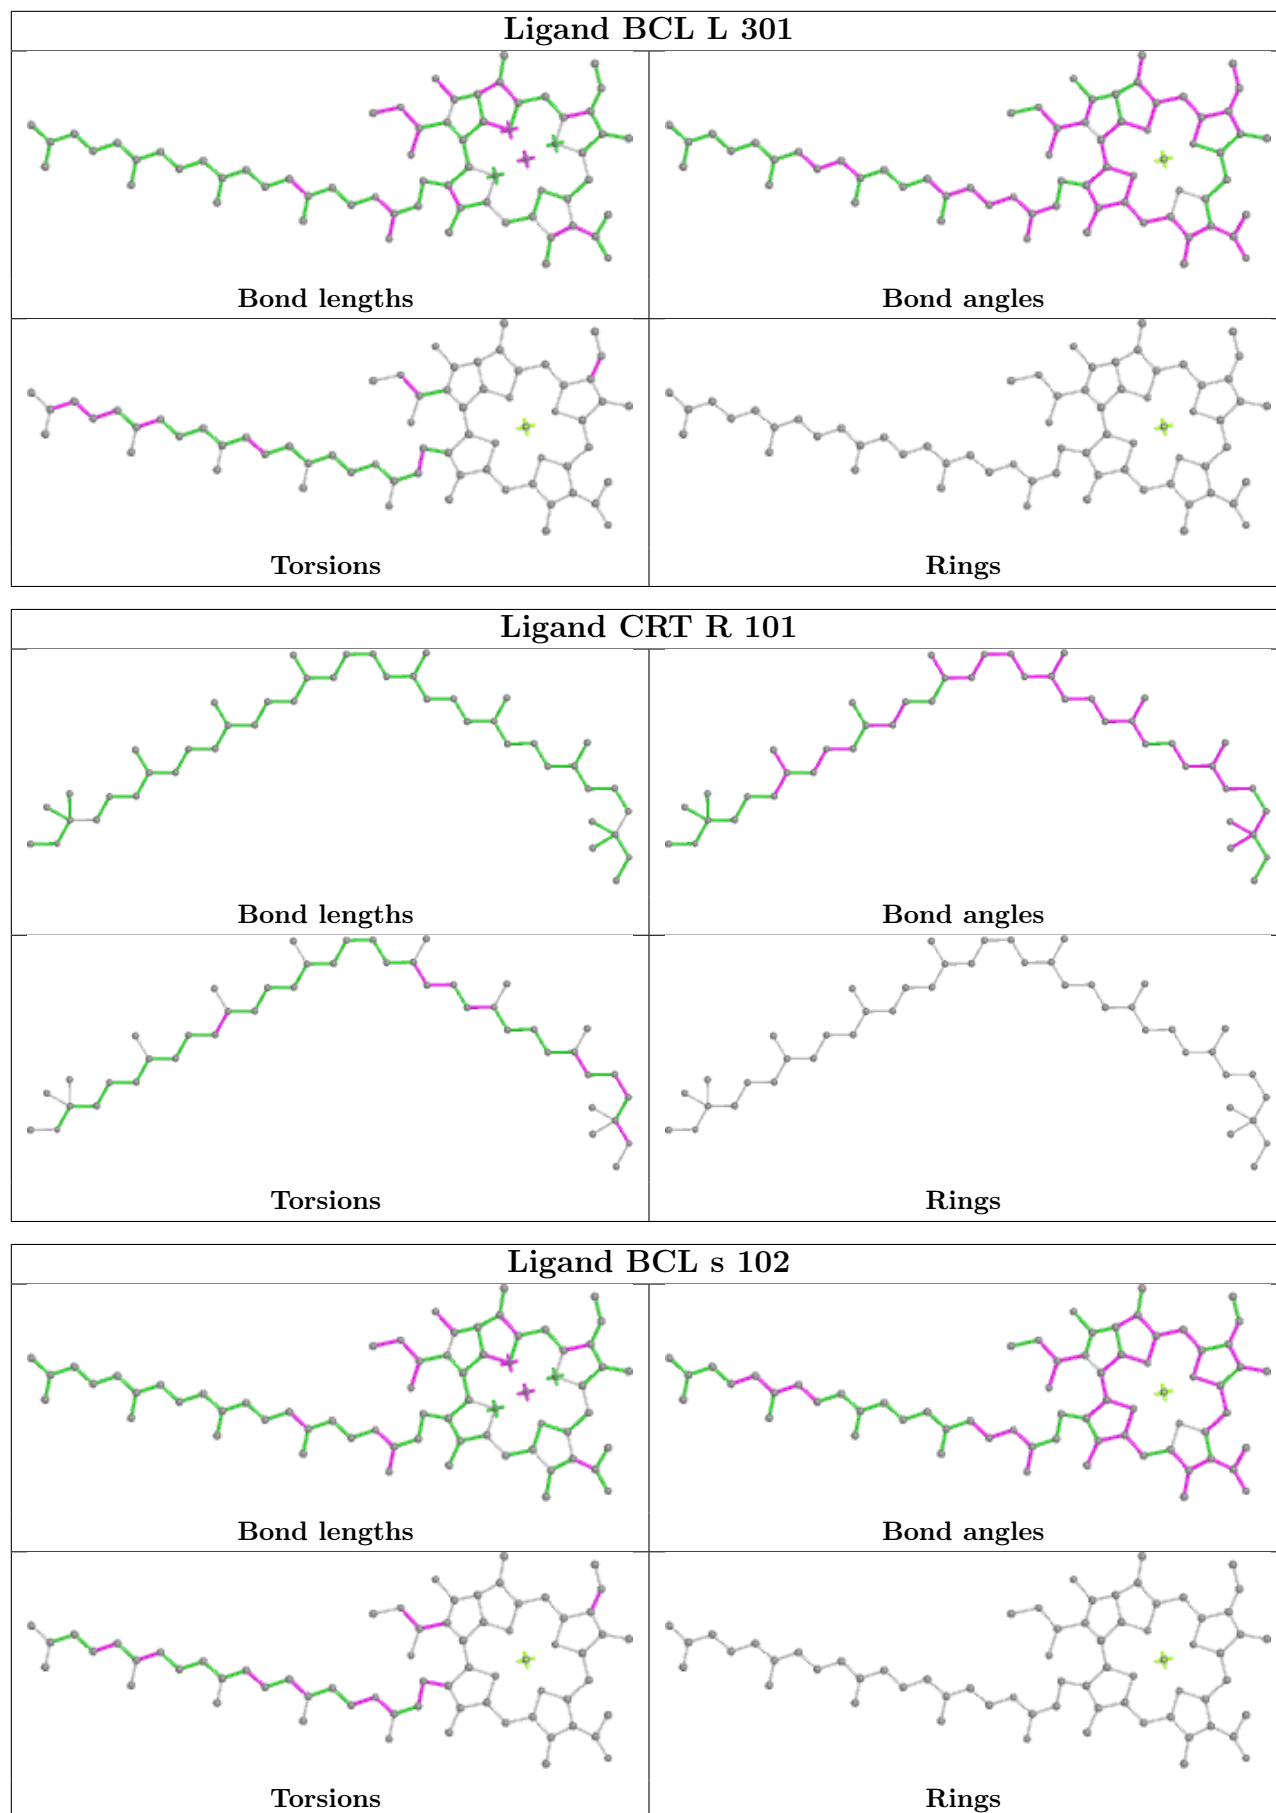 Ligand BCL L 301
Bond lengths
Bond angles
Torsions
Rings
Ligand CRT R 101
Bond lengths
Bond angles
Torsions
Rings
Ligand BCL s 102
Bond lengths
Bond angles
Torsions
Rings